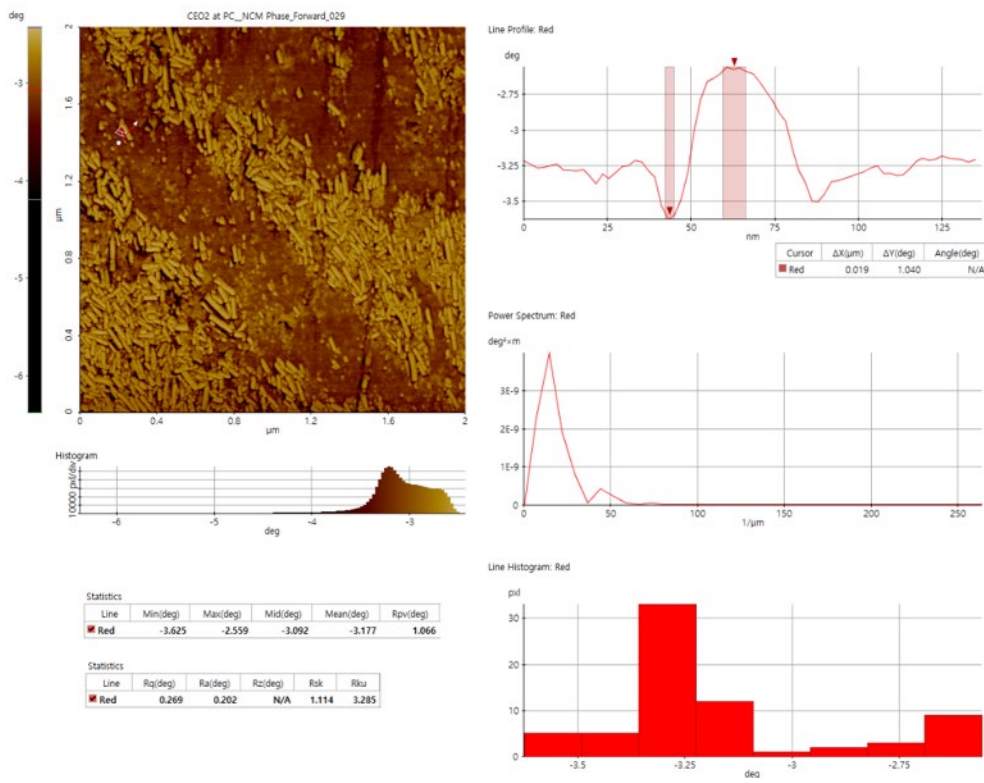 deg
CEO2 at PC__NCM Phase_Forward_029
-3
-4
-5
-6
2
1.6
1.2
0.8
0.4
0
µm
0 0.4 0.8 1.2 1.6 2
µm
Histogram
10000 pxl/div
-6 -5 -4 -3
deg
Statistics
Line Min(deg) Max(deg) Mid(deg) Mean(deg) Rpv(deg)
Red -3.625 -2.559 -3.092 -3.177 1.066
Statistics
Line Rq(deg) Ra(deg) Rz(deg) Rsk Rku
Red 0.269 0.202 N/A 1.114 3.285
Line Profile: Red
deg
-2.75
-3
-3.25
-3.5
0 25 50 75 100 125
nm
Cursor ΔX(µm) ΔY(deg) Angle(deg)
Red 0.019 1.040 N/A
Power Spectrum: Red
deg²×m
3E-9
2E-9
1E-9
0
0 50 100 150 200 250
1/µm
Line Histogram: Red
pxl
30
20
10
0
-3.5 -3.25 -3 -2.75
deg